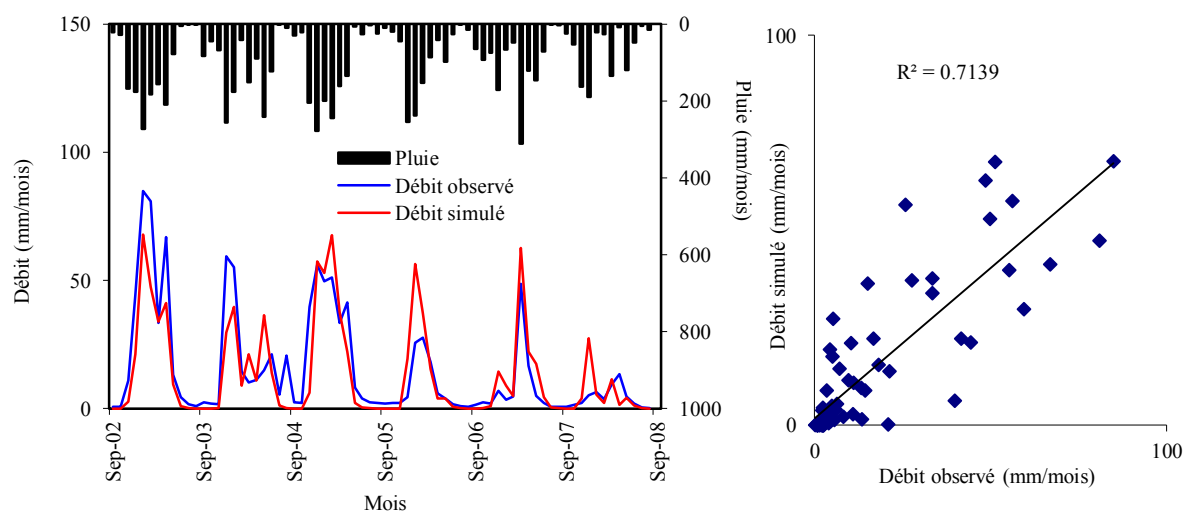 150
100
50
0
Débit (mm/mois)
0
200
400
600
800
1000
Pluie (mm/mois)
Pluie
Débit observé
Débit simulé
Sep-02
Sep-03
Sep-04
Sep-05
Sep-06
Sep-07
Sep-08
Mois
100
R² = 0.7139
Débit simulé (mm/mois)
0
0
100
Débit observé (mm/mois)